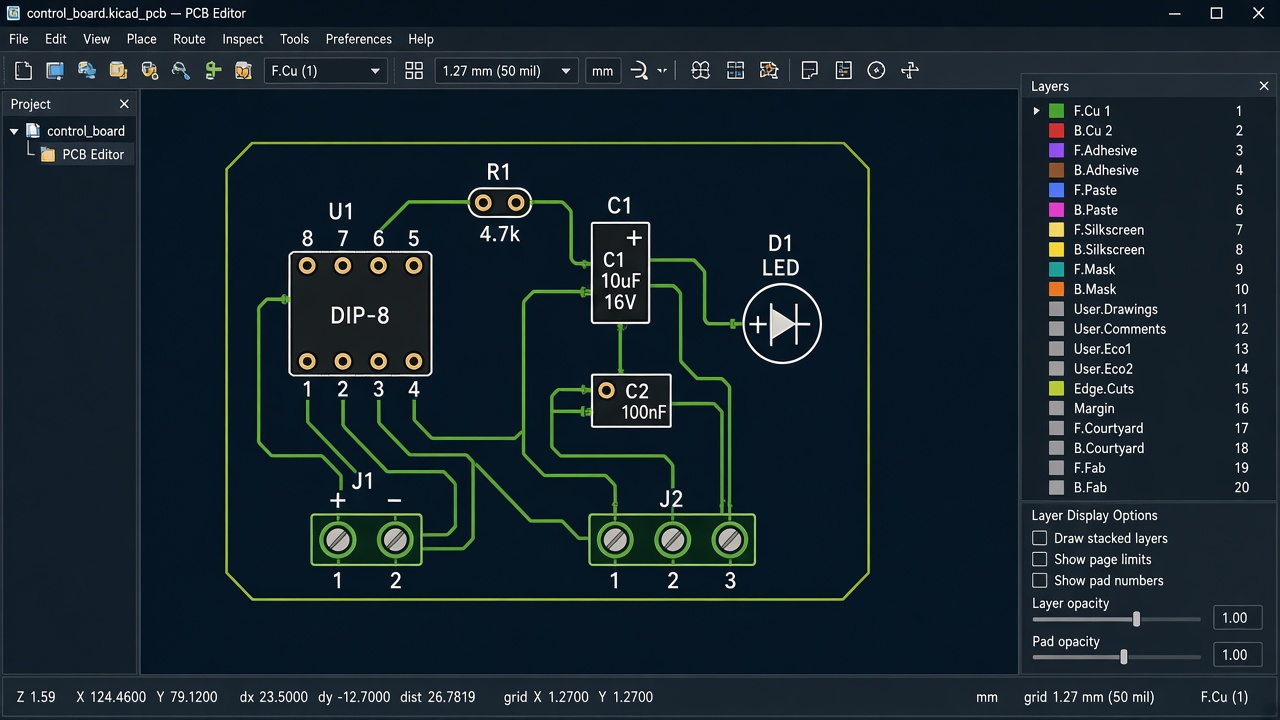 control_board.kicad_pcb — PCB Editor
File Edit View Place Route Inspect Tools Preferences Help
F.Cu (1) 1.27 mm (50 mil) mm
Project
control_board
PCB Editor
R1
4.7k
U1
8 7 6 5
DIP-8
1 2 3 4
C1
+
C1
10uF
16V
D1
LED
+
C2
100nF
J1
+ −
1 2
J2
1 2 3
Layers
F.Cu 1 1
B.Cu 2 2
F.Adhesive 3
B.Adhesive 4
F.Paste 5
B.Paste 6
F.Silkscreen 7
B.Silkscreen 8
F.Mask 9
B.Mask 10
User.Drawings 11
User.Comments 12
User.Eco1 13
User.Eco2 14
Edge.Cuts 15
Margin 16
F.Courtyard 17
B.Courtyard 18
F.Fab 19
B.Fab 20
Layer Display Options
Draw stacked layers
Show page limits
Show pad numbers
Layer opacity
1.00
Pad opacity
1.00
Z 1.59 X 124.4600 Y 79.1200 dx 23.5000 dy -12.7000 dist 26.7819 grid X 1.2700 Y 1.2700 mm grid 1.27 mm (50 mil) F.Cu (1)